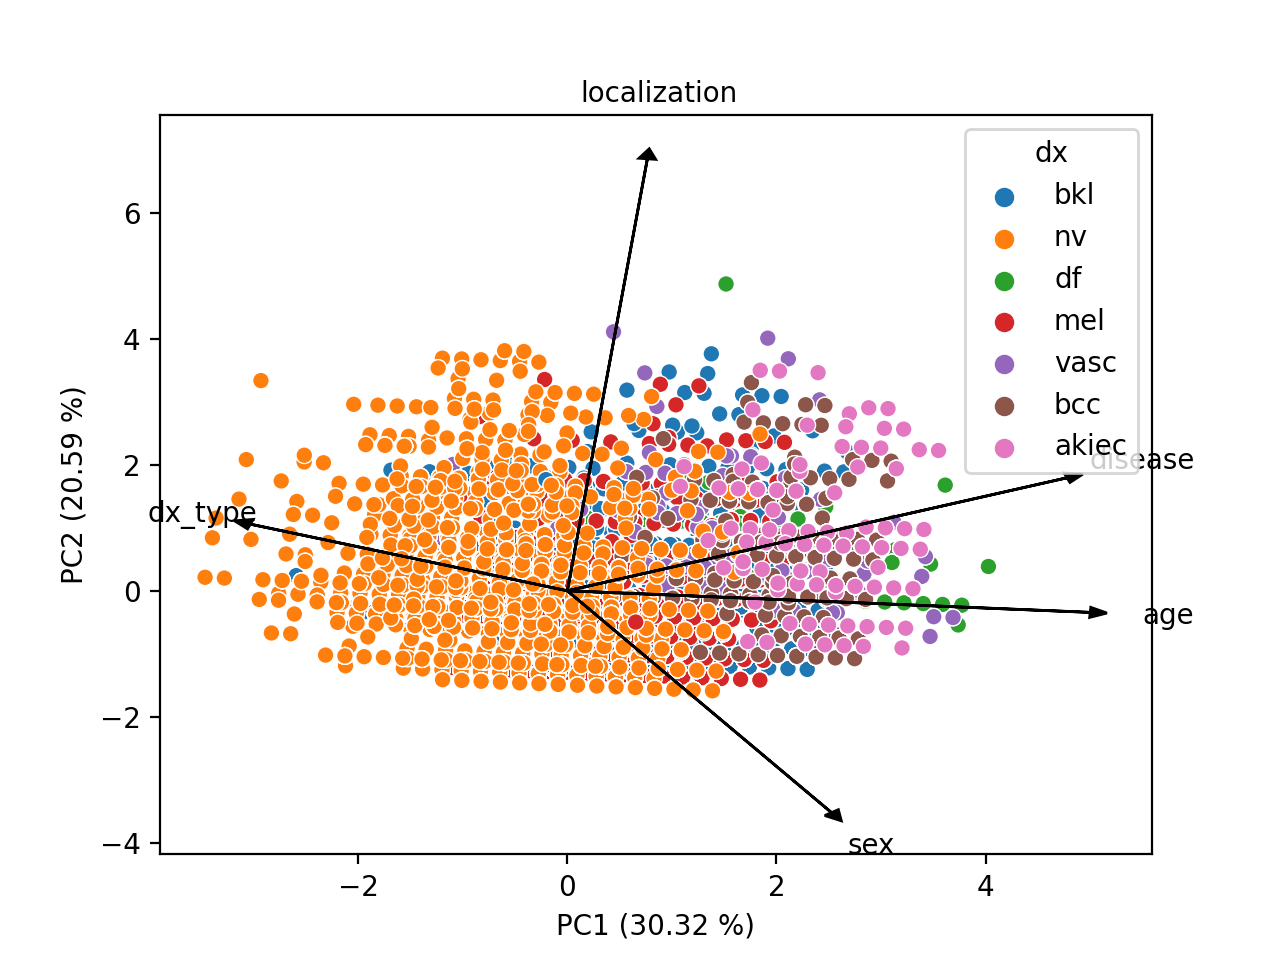 localization
dx
bkl
nv
df
mel
vasc
bcc
akiec
disease
dx_type
age
sex
6
4
2
0
−2
−4
PC2 (20.59 %)
−2
0
2
4
PC1 (30.32 %)